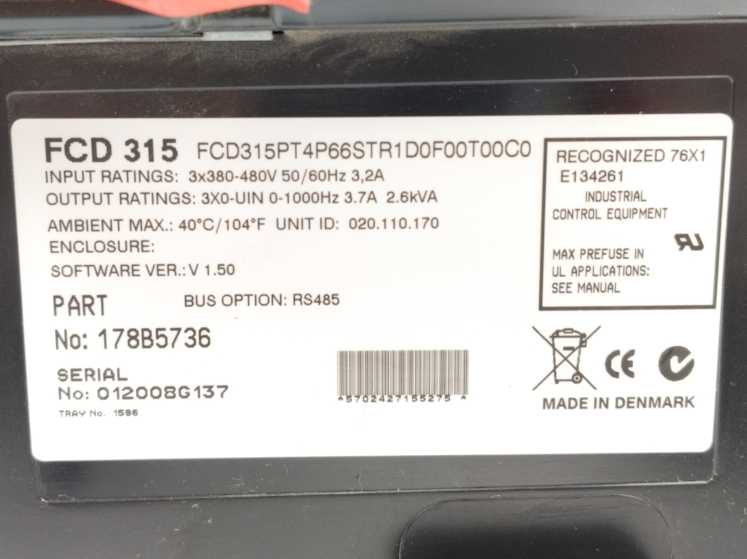 FCD 315 FCD315PT4P66STR1D0F00T00C0
INPUT RATINGS: 3x380-480V 50/60Hz 3,2A
OUTPUT RATINGS: 3X0-UIN 0-1000Hz 3.7A 2.6kVA
AMBIENT MAX.: 40°C/104°F UNIT ID: 020.110.170
ENCLOSURE:
SOFTWARE VER.: V 1.50
BUS OPTION: RS485
PART
No: 178B5736
SERIAL
No: 012008G137
TRAY No. 1596
*5702427155275*
RECOGNIZED 76X1
E134261
INDUSTRIAL
CONTROL EQUIPMENT
MAX PREFUSE IN
UL APPLICATIONS:
SEE MANUAL
CE
MADE IN DENMARK